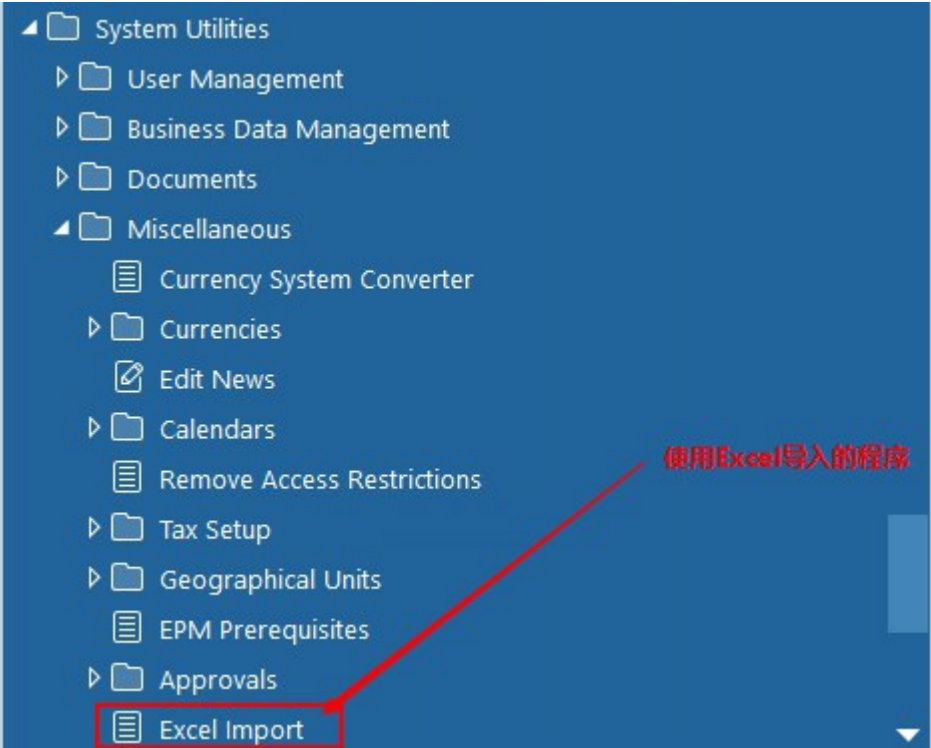 System Utilities
User Management
Business Data Management
Documents
Miscellaneous
Currency System Converter
Currencies
Edit News
Calendars
使用Excel导入的程序
Remove Access Restrictions
Tax Setup
Geographical Units
EPM Prerequisites
Approvals
Excel Import